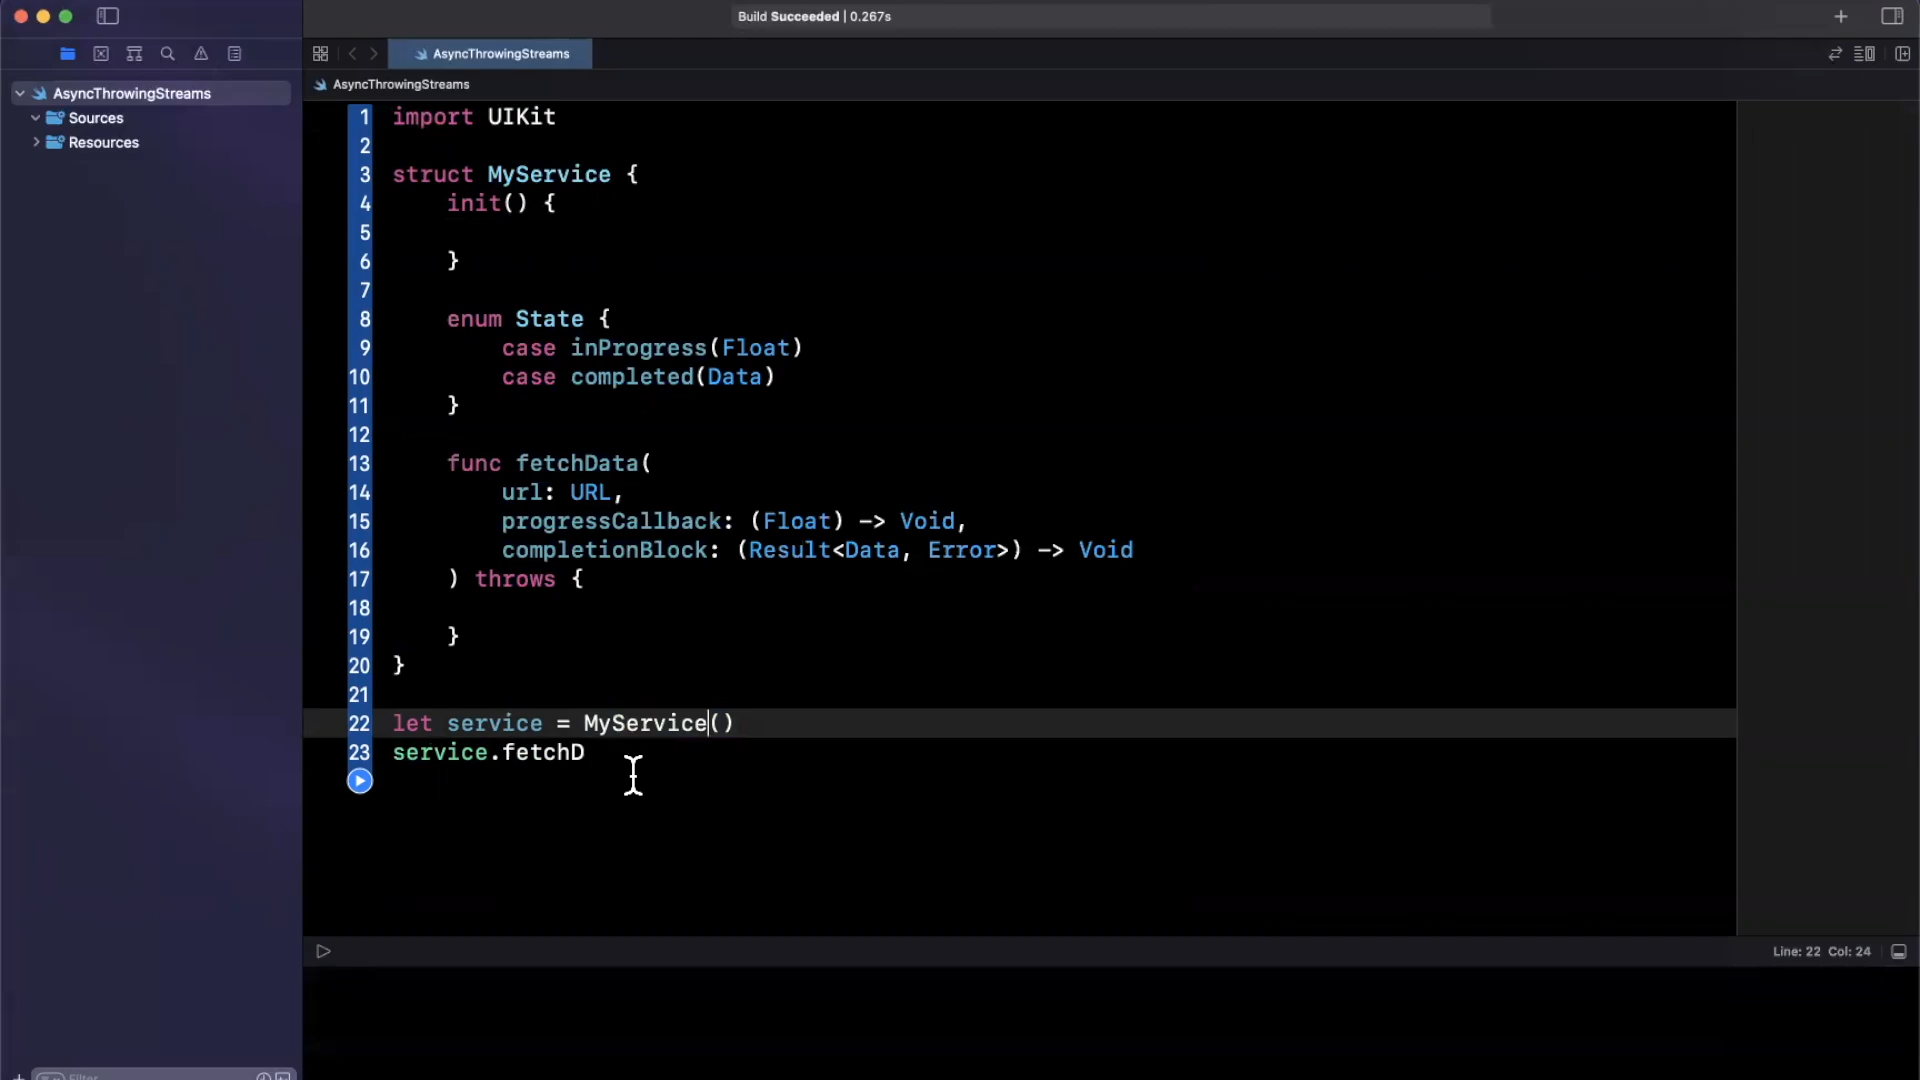 Build Succeeded | 0.267s
AsyncThrowingStreams
AsyncThrowingStreams
AsyncThrowingStreams
Sources
Resources
1 import UIKit
2
3 struct MyService {
4 init() {
5
6 }
7
8 enum State {
9 case inProgress(Float)
10 case completed(Data)
11 }
12
13 func fetchData(
14 url: URL,
15 progressCallback: (Float) -> Void,
16 completionBlock: (Result<Data, Error>) -> Void
17 ) throws {
18
19 }
20 }
21
22 let service = MyService()
23 service.fetchD
Line: 22 Col: 24
Filter